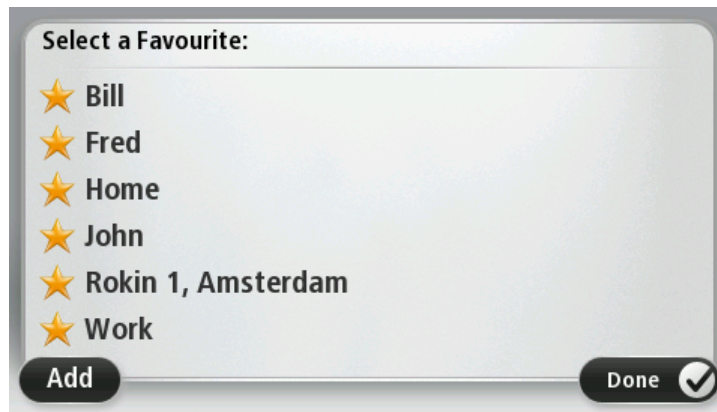 Select a Favourite:
Bill
Fred
Home
John
Rokin 1, Amsterdam
Work
Add
Done